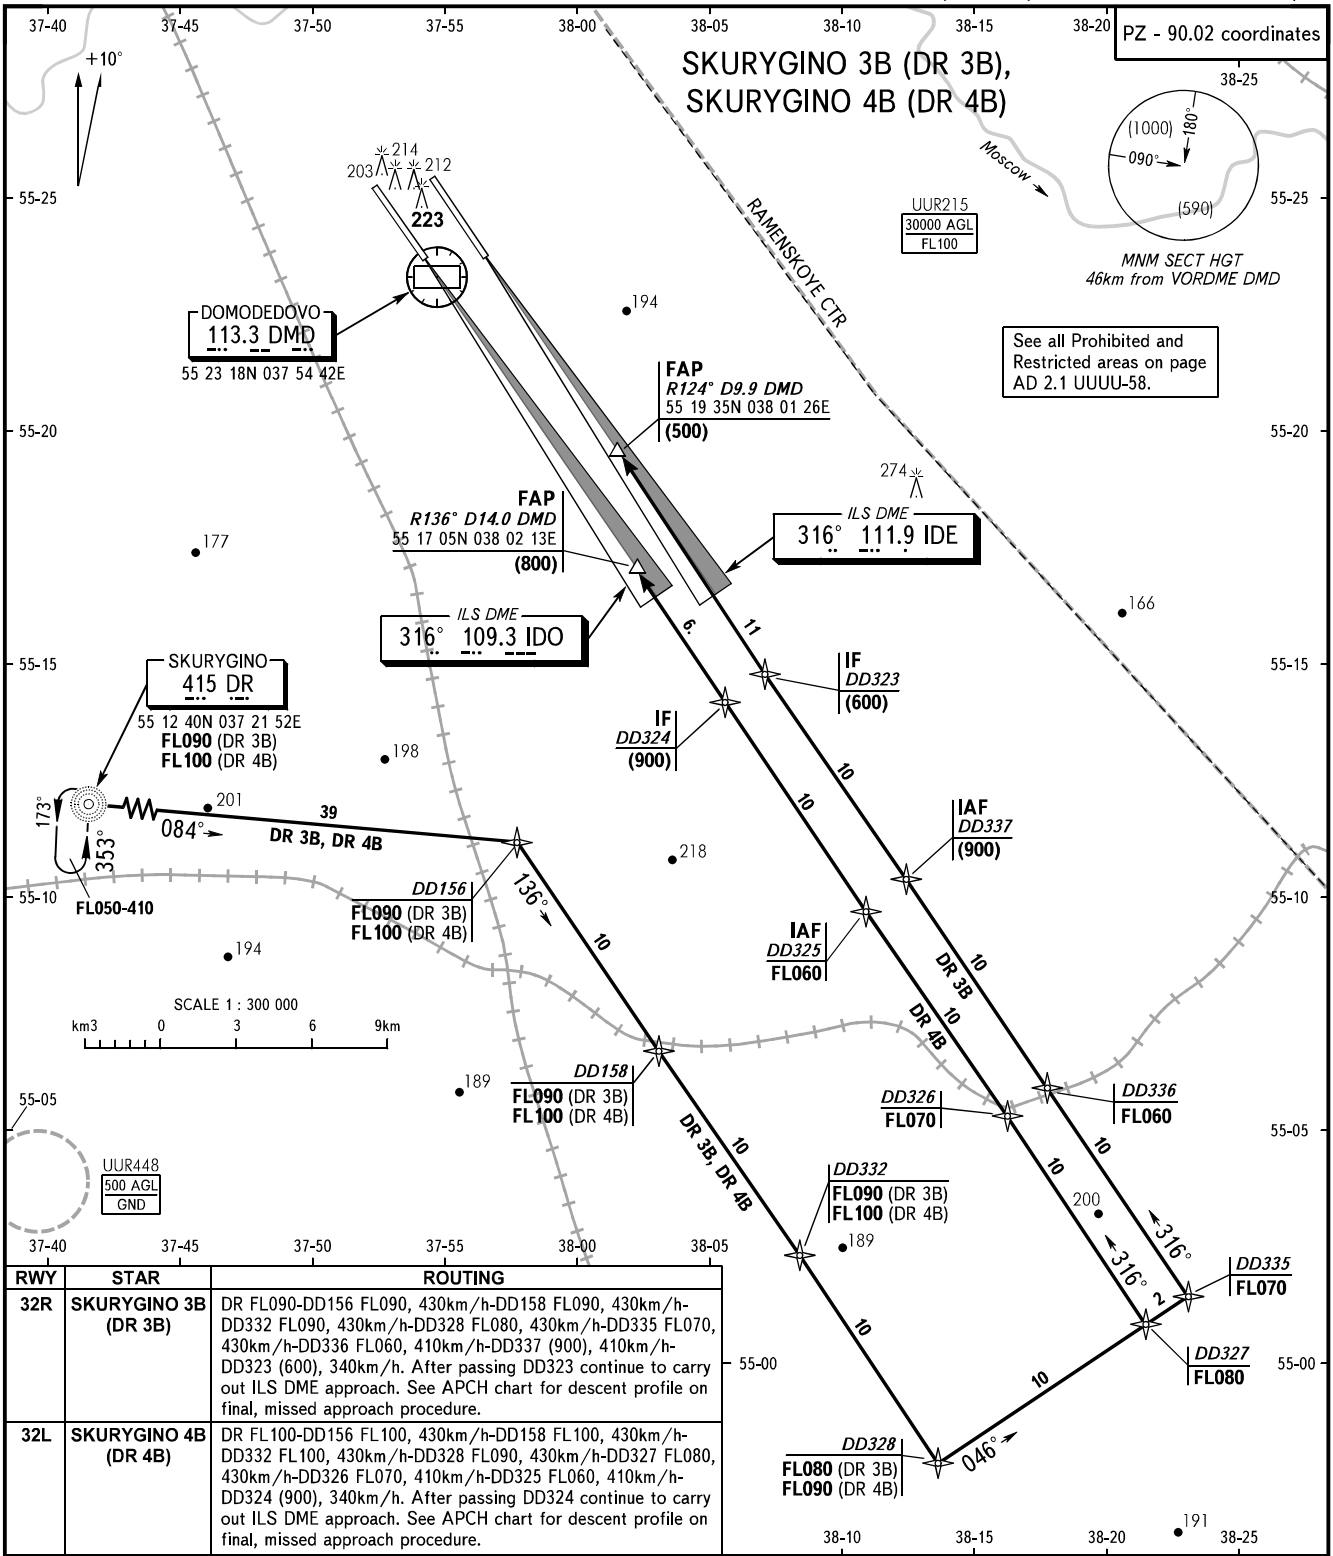 37-40
37-45
37-50
37-55
38-00
38-05
38-10
38-15
38-20
PZ - 90.02 coordinates
38-25
+10°
SKURYGINO 3B (DR 3B),
SKURYGINO 4B (DR 4B)
(1000)
180°
090°
(590)
MNM SECT HGT
46km from VORDME DMD
Moscow
203
214
212
223
55-25
55-25
UUR215
30000 AGL
FL100
RAMENSKOYE CTR
DOMODEDOVO
113.3 DMD
55 23 18N 037 54 42E
194
See all Prohibited and
Restricted areas on page
AD 2.1 UUUU-58.
FAP
R124° D9.9 DMD
55 19 35N 038 01 26E
(500)
55-20
55-20
274
FAP
R136° D14.0 DMD
55 17 05N 038 02 13E
(800)
ILS DME
316° 111.9 IDE
177
ILS DME
316° 109.3 IDO
166
6.
11
55-15
55-15
SKURYGINO
415 DR
55 12 40N 037 21 52E
FL090 (DR 3B)
FL100 (DR 4B)
IF
DD323
(600)
IF
DD324
(900)
198
201
10
10
173°
353°
084°
39
DR 3B, DR 4B
IAF
DD337
(900)
218
FL050-410
DD156
FL090 (DR 3B)
FL100 (DR 4B)
136°
55-10
55-10
IAF
DD325
FL060
194
10
DR 3B
10
DR 4B
10
SCALE 1 : 300 000
km3 0 3 6 9km
DD158
FL090 (DR 3B)
FL100 (DR 4B)
189
55-05
55-05
DD326
FL070
DD336
FL060
UUR448
500 AGL
GND
DR 3B, DR 4B
10
10
10
DD332
FL090 (DR 3B)
FL100 (DR 4B)
189
200
316°
316°
DD335
FL070
2
37-40
37-45
37-50
37-55
38-00
38-05
10
10
DD327
FL080
55-00
55-00
DD328
FL080 (DR 3B)
FL090 (DR 4B)
046°
191
38-10
38-15
38-20
38-25
RWY STAR ROUTING
32R SKURYGINO 3B (DR 3B)
DR FL090-DD156 FL090, 430km/h-DD158 FL090, 430km/h-
DD332 FL090, 430km/h-DD328 FL080, 430km/h-DD335 FL070,
430km/h-DD336 FL060, 410km/h-DD337 (900), 410km/h-
DD323 (600), 340km/h. After passing DD323 continue to carry
out ILS DME approach. See APCH chart for descent profile on
final, missed approach procedure.
32L SKURYGINO 4B (DR 4B)
DR FL100-DD156 FL100, 430km/h-DD158 FL100, 430km/h-
DD332 FL100, 430km/h-DD328 FL090, 430km/h-DD327 FL080,
430km/h-DD326 FL070, 410km/h-DD325 FL060, 410km/h-
DD324 (900), 340km/h. After passing DD324 continue to carry
out ILS DME approach. See APCH chart for descent profile on
final, missed approach procedure.